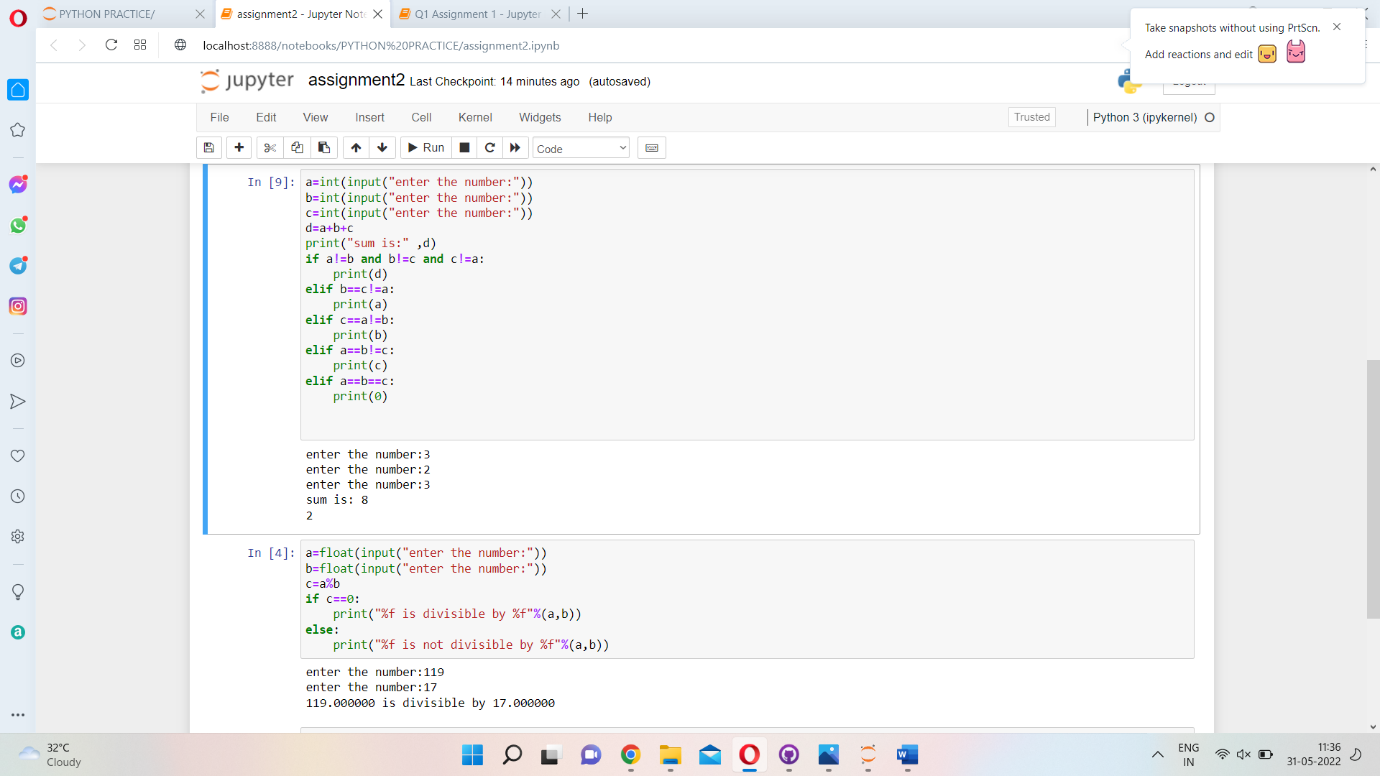 PYTHON PRACTICE/
assignment2 - Jupyter Note
Q1 Assignment 1 - Jupyter
Take snapshots without using PrtScn.
Add reactions and edit
localhost:8888/notebooks/PYTHON%20PRACTICE/assignment2.ipynb
jupyter assignment2 Last Checkpoint: 14 minutes ago (autosaved)
Logout
File Edit View Insert Cell Kernel Widgets Help
Trusted
Python 3 (ipykernel)
Run
Code
In [9]:
a=int(input("enter the number:"))
b=int(input("enter the number:"))
c=int(input("enter the number:"))
d=a+b+c
print("sum is:" ,d)
if a!=b and b!=c and c!=a:
    print(d)
elif b==c!=a:
    print(a)
elif c==a!=b:
    print(b)
elif a==b!=c:
    print(c)
elif a==b==c:
    print(0)
enter the number:3
enter the number:2
enter the number:3
sum is: 8
2
In [4]:
a=float(input("enter the number:"))
b=float(input("enter the number:"))
c=a%b
if c==0:
    print("%f is divisible by %f"%(a,b))
else:
    print("%f is not divisible by %f"%(a,b))
enter the number:119
enter the number:17
119.000000 is divisible by 17.000000
32°C
Cloudy
ENG
IN
11:36
31-05-2022